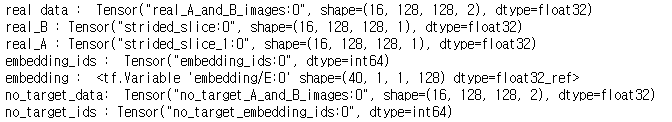 real data :  Tensor("real_A_and_B_images:0", shape=(16, 128, 128, 2), dtype=float32)
real_B : Tensor("strided_slice:0", shape=(16, 128, 128, 1), dtype=float32)
real_A : Tensor("strided_slice_1:0", shape=(16, 128, 128, 1), dtype=float32)
embedding_ids : Tensor("embedding_ids:0", dtype=int64)
embedding :  <tf.Variable 'embedding/E:0' shape=(40, 1, 1, 128) dtype=float32_ref>
no_target_data:  Tensor("no_target_A_and_B_images:0", shape=(16, 128, 128, 2), dtype=float32)
no_target_ids : Tensor("no_target_embedding_ids:0", dtype=int64)